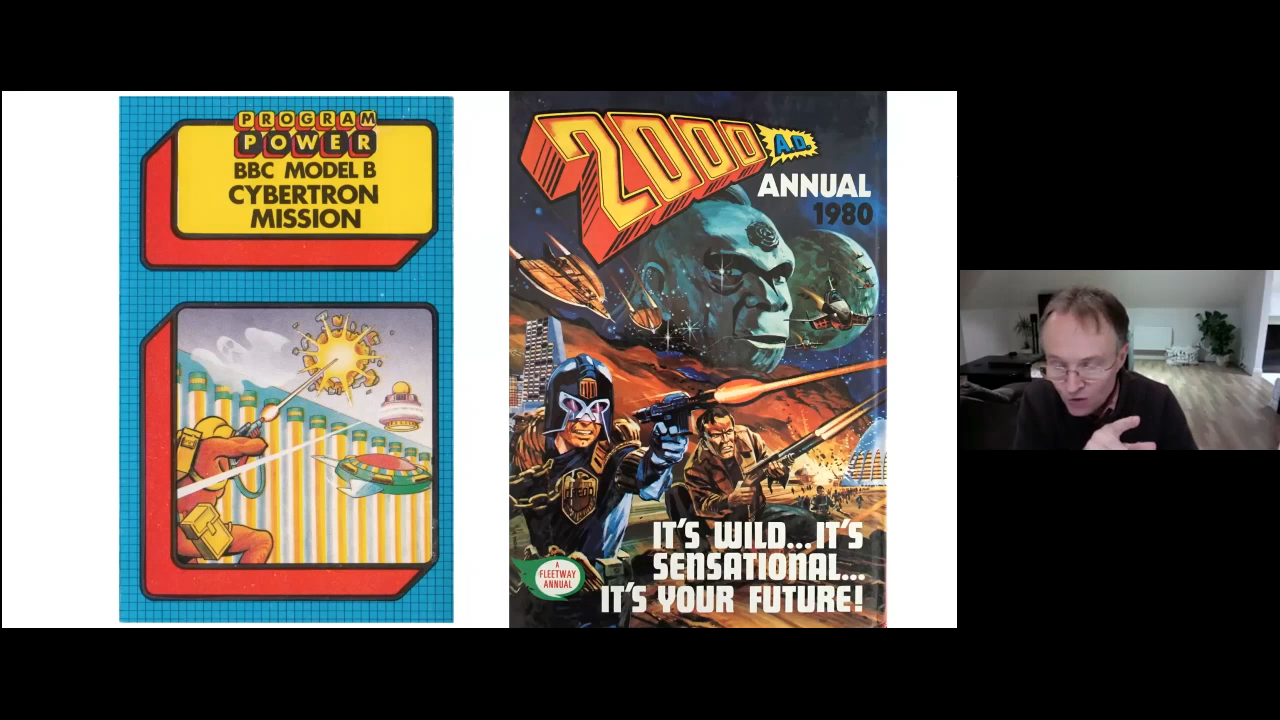 PROGRAM
POWER
BBC MODEL B
CYBERTRON
MISSION
2000
A.D.
ANNUAL
1980
IT'S WILD... IT'S
SENSATIONAL...
IT'S YOUR FUTURE!
A
FLEETWAY
ANNUAL